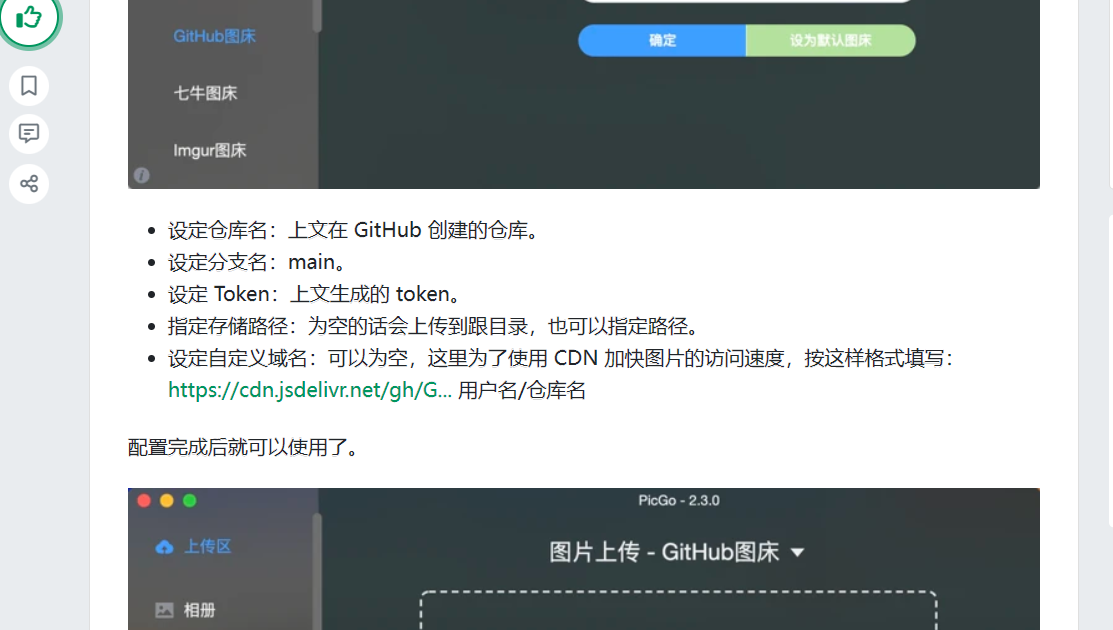 GitHub图床
确定
设为默认图床
七牛图床
Imgur图床
设定仓库名：上文在 GitHub 创建的仓库。
设定分支名：main。
设定 Token：上文生成的 token。
指定存储路径：为空的话会上传到跟目录，也可以指定路径。
设定自定义域名：可以为空，这里为了使用 CDN 加快图片的访问速度，按这样格式填写：
https://cdn.jsdelivr.net/gh/G... 用户名/仓库名
配置完成后就可以使用了。
PicGo - 2.3.0
上传区
图片上传 - GitHub图床
相册